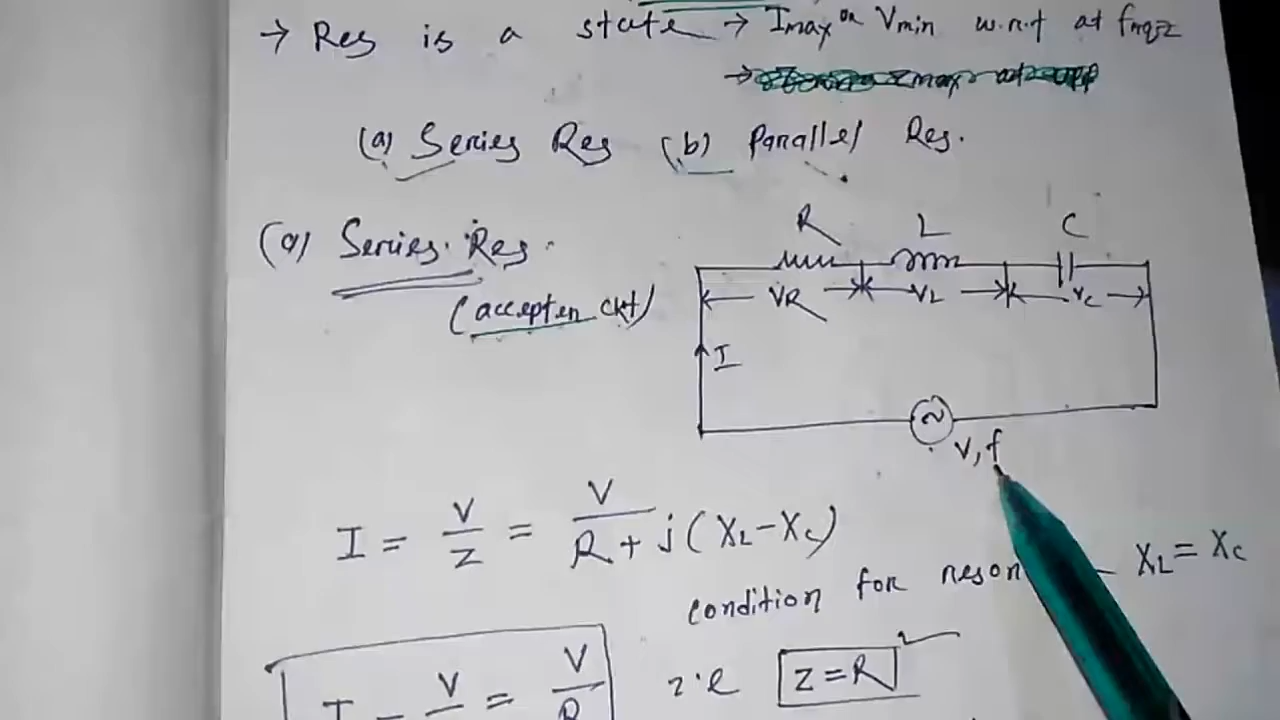 → Res is a state → Imax or Vmin w.r.t at frqz
(a) Series Res (b) Parallel Res.
(a) Series Res.
(accepter ckt)
R L C
VR VL VC
I
~
V, f
I = V/Z = V/(R + j(XL - XC))
condition for reson XL = XC
I = V/ = V/R
i.e Z = R